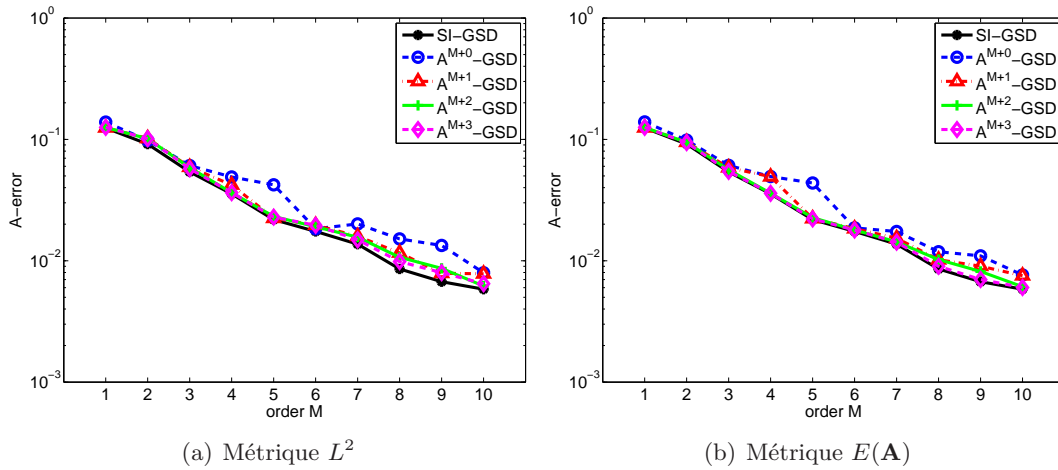 10^0
10^-1
10^-2
10^-3
A-error
1 2 3 4 5 6 7 8 9 10
order M
SI-GSD
A^{M+0}-GSD
A^{M+1}-GSD
A^{M+2}-GSD
A^{M+3}-GSD
(a) Métrique L^2
10^0
10^-1
10^-2
10^-3
A-error
1 2 3 4 5 6 7 8 9 10
order M
SI-GSD
A^{M+0}-GSD
A^{M+1}-GSD
A^{M+2}-GSD
A^{M+3}-GSD
(b) Métrique E(A)